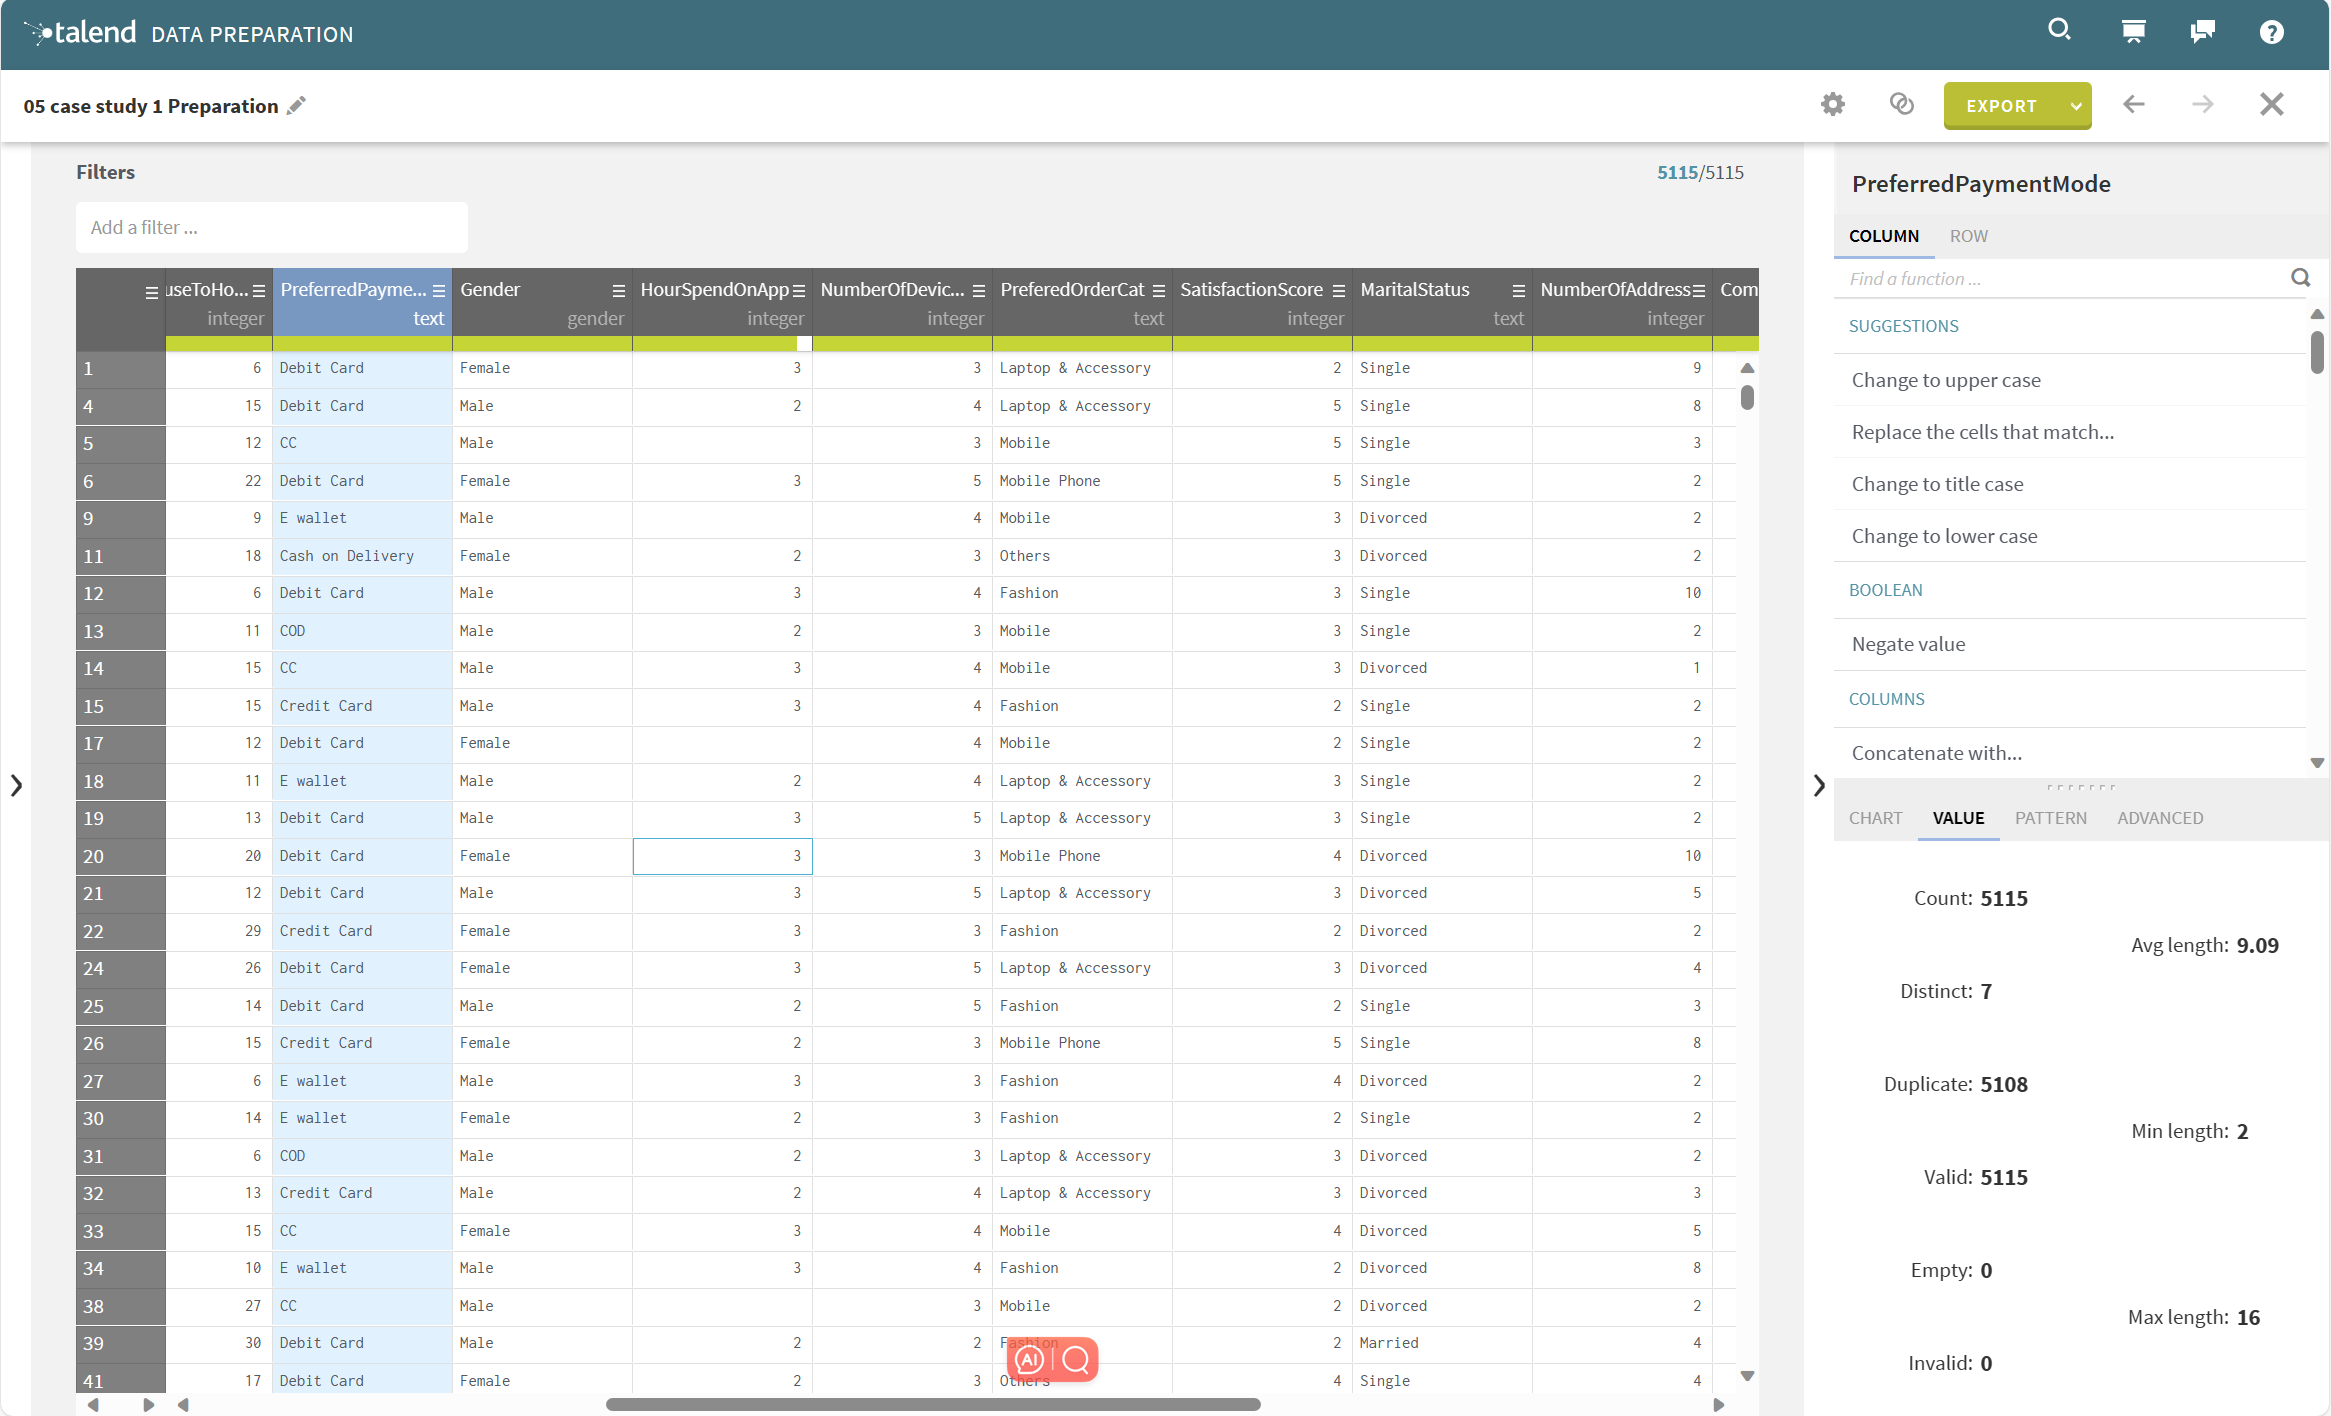 talend DATA PREPARATION
05 case study 1 Preparation
EXPORT
Filters
5115/5115
Add a filter ...
useToHo... PreferredPayme... Gender HourSpendOnApp NumberOfDevic... PreferedOrderCat SatisfactionScore MaritalStatus NumberOfAddress Com
integer text gender integer integer text integer text integer
1 6 Debit Card Female 3 3 Laptop & Accessory 2 Single 9
4 15 Debit Card Male 2 4 Laptop & Accessory 5 Single 8
5 12 CC Male 3 Mobile 5 Single 3
6 22 Debit Card Female 3 5 Mobile Phone 5 Single 2
9 9 E wallet Male 4 Mobile 3 Divorced 2
11 18 Cash on Delivery Female 2 3 Others 3 Divorced 2
12 6 Debit Card Male 3 4 Fashion 3 Single 10
13 11 COD Male 2 3 Mobile 3 Single 2
14 15 CC Male 3 4 Mobile 3 Divorced 1
15 15 Credit Card Male 3 4 Fashion 2 Single 2
17 12 Debit Card Female 4 Mobile 2 Single 2
18 11 E wallet Male 2 4 Laptop & Accessory 3 Single 2
19 13 Debit Card Male 3 5 Laptop & Accessory 3 Single 2
20 20 Debit Card Female 3 3 Mobile Phone 4 Divorced 10
21 12 Debit Card Male 3 5 Laptop & Accessory 3 Divorced 5
22 29 Credit Card Female 3 3 Fashion 2 Divorced 2
24 26 Debit Card Female 3 5 Laptop & Accessory 3 Divorced 4
25 14 Debit Card Male 2 5 Fashion 2 Single 3
26 15 Credit Card Female 2 3 Mobile Phone 5 Single 8
27 6 E wallet Male 3 3 Fashion 4 Divorced 2
30 14 E wallet Female 2 3 Fashion 2 Single 2
31 6 COD Male 2 3 Laptop & Accessory 3 Divorced 2
32 13 Credit Card Male 2 4 Laptop & Accessory 3 Divorced 3
33 15 CC Female 3 4 Mobile 4 Divorced 5
34 10 E wallet Male 3 4 Fashion 2 Divorced 8
38 27 CC Male 3 Mobile 2 Divorced 2
39 30 Debit Card Male 2 2 Fashion 2 Married 4
41 17 Debit Card Female 2 3 Others 4 Single 4
AI
PreferredPaymentMode
COLUMN ROW
Find a function ...
SUGGESTIONS
Change to upper case
Replace the cells that match...
Change to title case
Change to lower case
BOOLEAN
Negate value
COLUMNS
Concatenate with...
CHART VALUE PATTERN ADVANCED
Count: 5115
Avg length: 9.09
Distinct: 7
Duplicate: 5108
Min length: 2
Valid: 5115
Empty: 0
Max length: 16
Invalid: 0